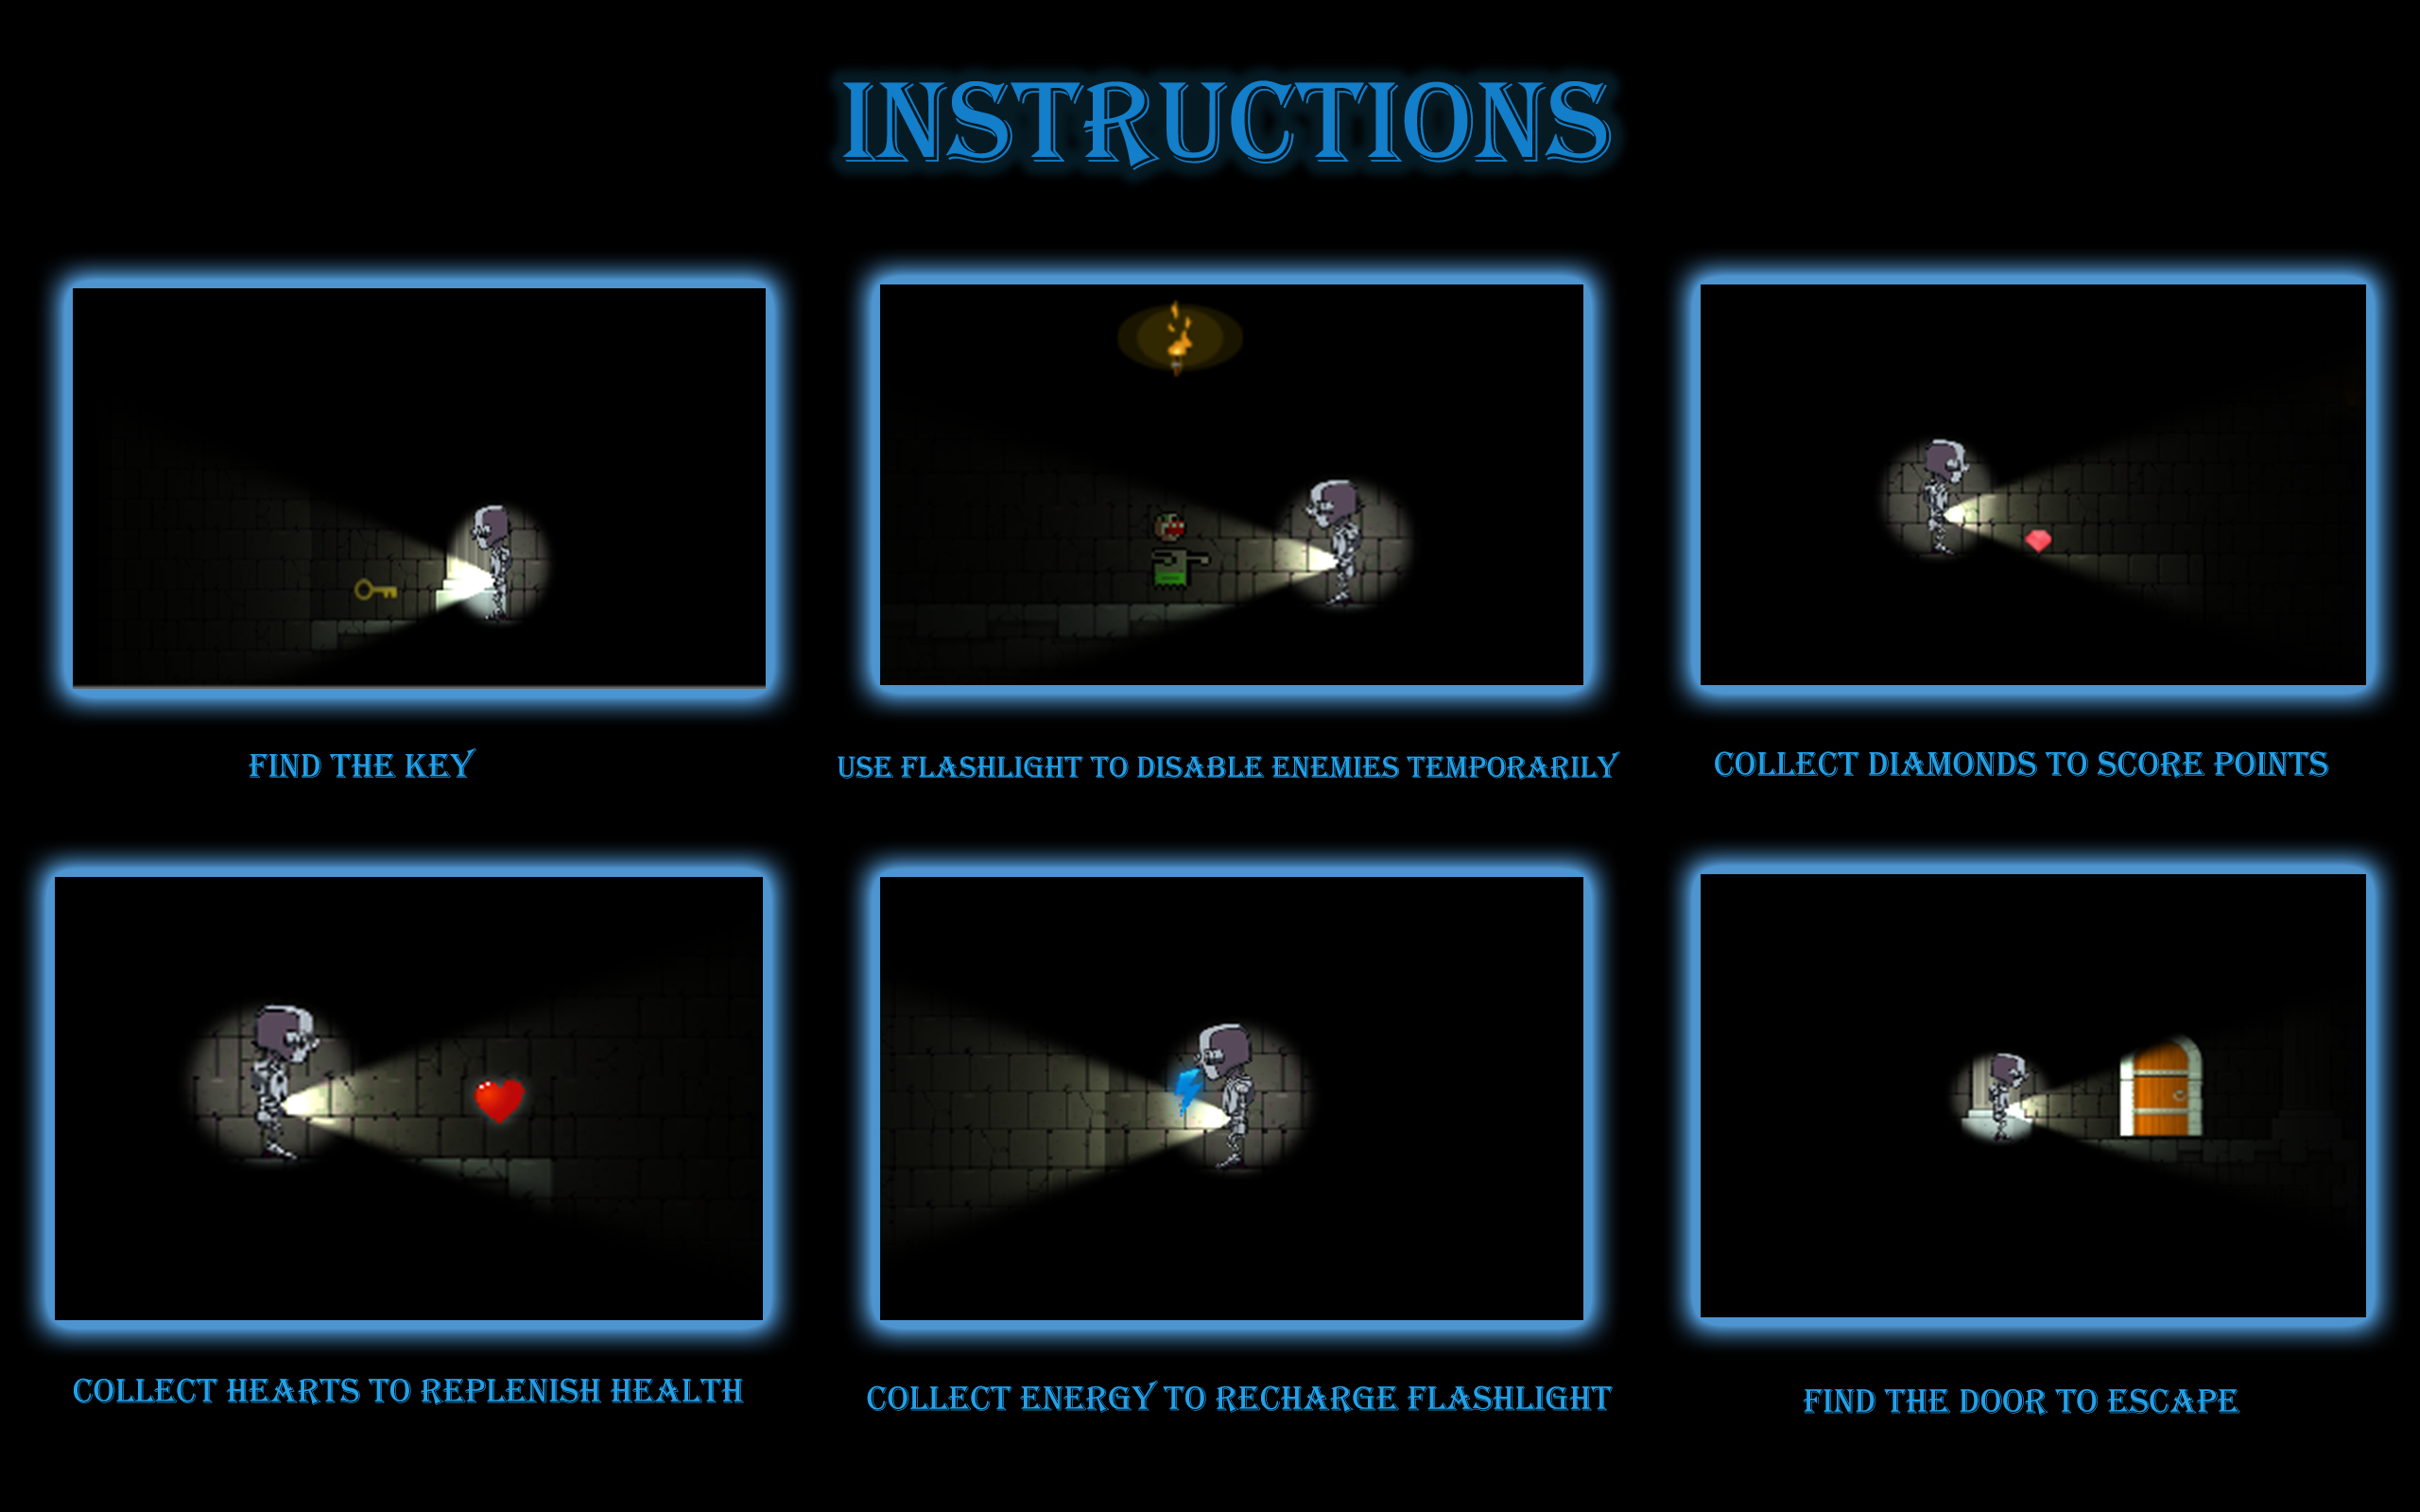 INSTRUCTIONS
FIND THE KEY
USE FLASHLIGHT TO DISABLE ENEMIES TEMPORARILY
COLLECT DIAMONDS TO SCORE POINTS
COLLECT HEARTS TO REPLENISH HEALTH
COLLECT ENERGY TO RECHARGE FLASHLIGHT
FIND THE DOOR TO ESCAPE